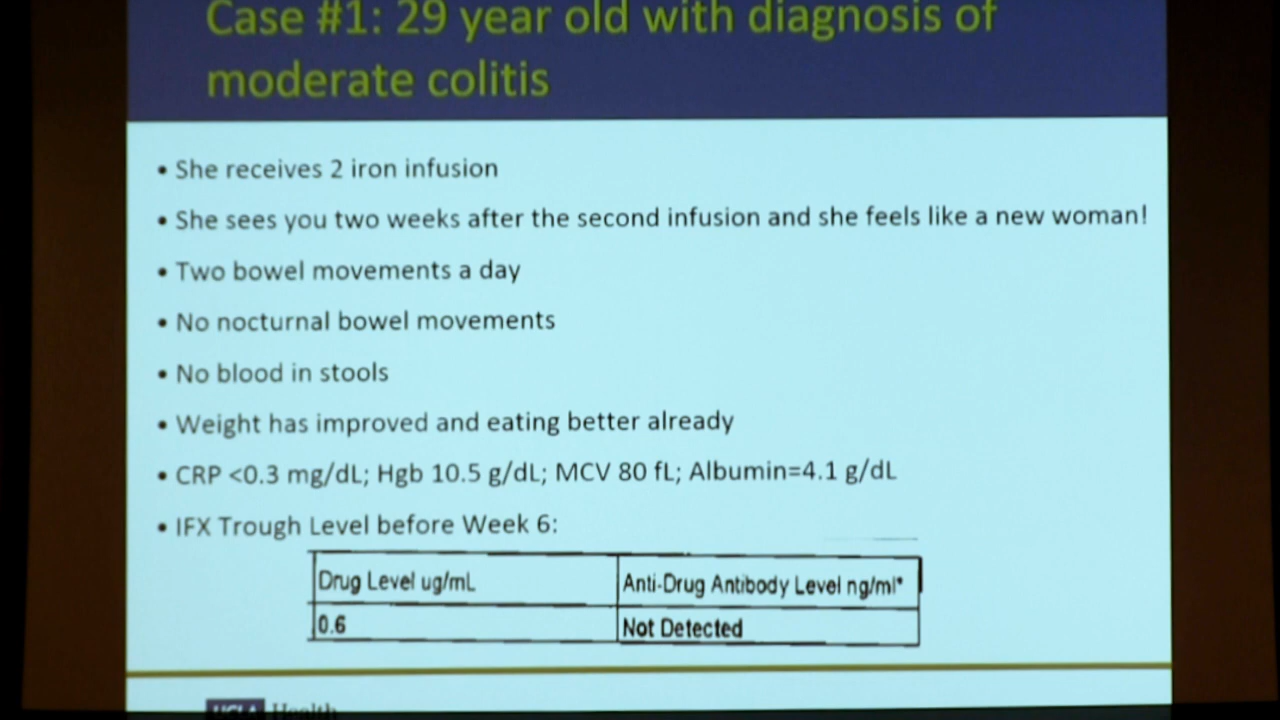 Case #1: 29 year old with diagnosis of
moderate colitis
• She receives 2 iron infusion
• She sees you two weeks after the second infusion and she feels like a new woman!
• Two bowel movements a day
• No nocturnal bowel movements
• No blood in stools
• Weight has improved and eating better already
• CRP <0.3 mg/dL; Hgb 10.5 g/dL; MCV 80 fL; Albumin=4.1 g/dL
• IFX Trough Level before Week 6:
Drug Level ug/mL Anti-Drug Antibody Level ng/ml*
0.6 Not Detected
UCLA Health